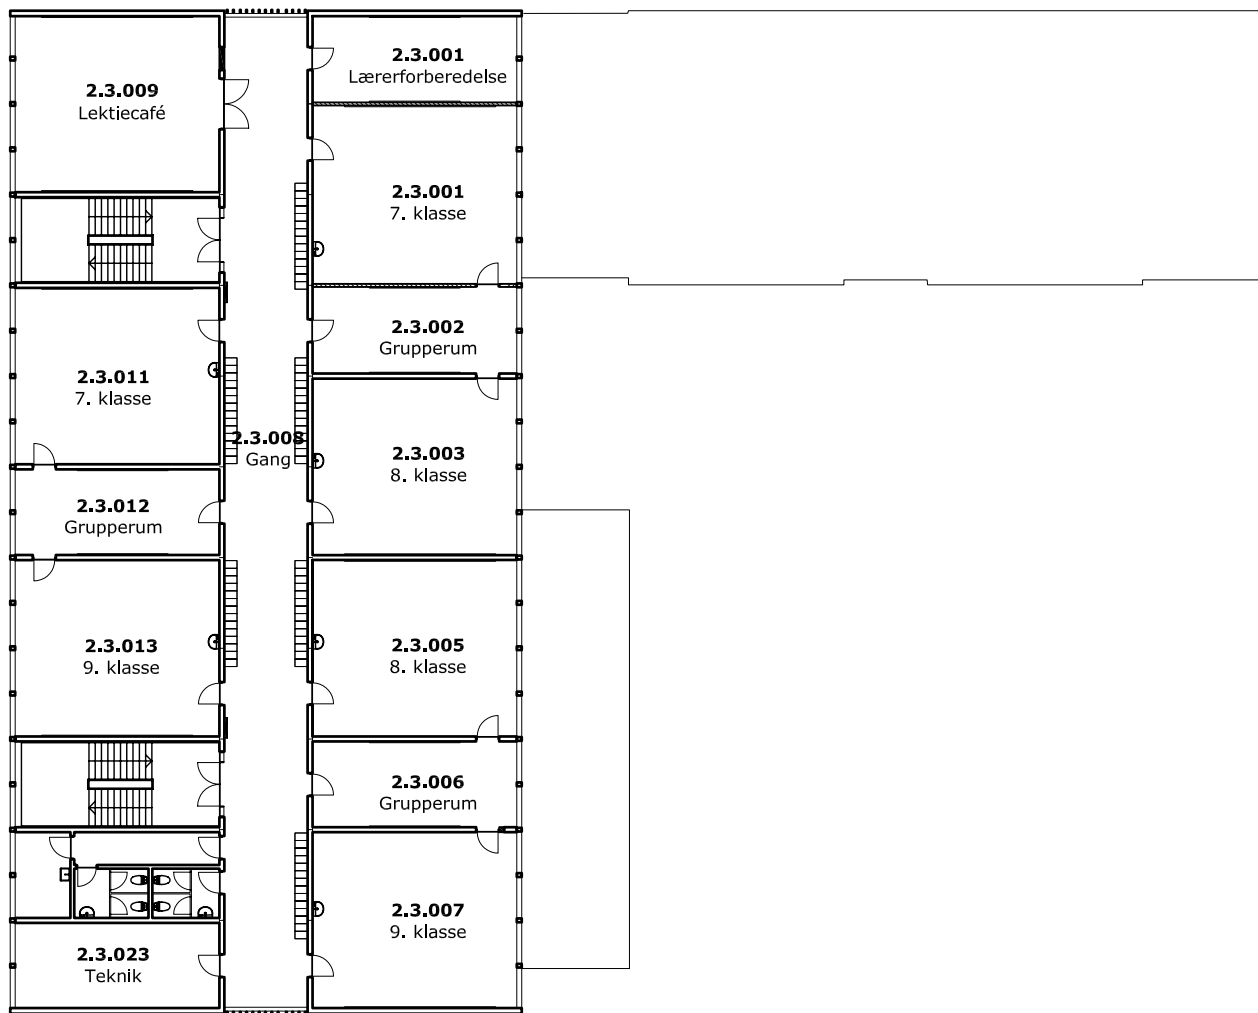 2.3.009
Lektiecafé
2.3.001
Lærerforberedelse
2.3.001
7. klasse
2.3.002
Grupperum
2.3.011
7. klasse
2.3.008
Gang
2.3.003
8. klasse
2.3.012
Grupperum
2.3.013
9. klasse
2.3.005
8. klasse
2.3.006
Grupperum
2.3.007
9. klasse
2.3.023
Teknik